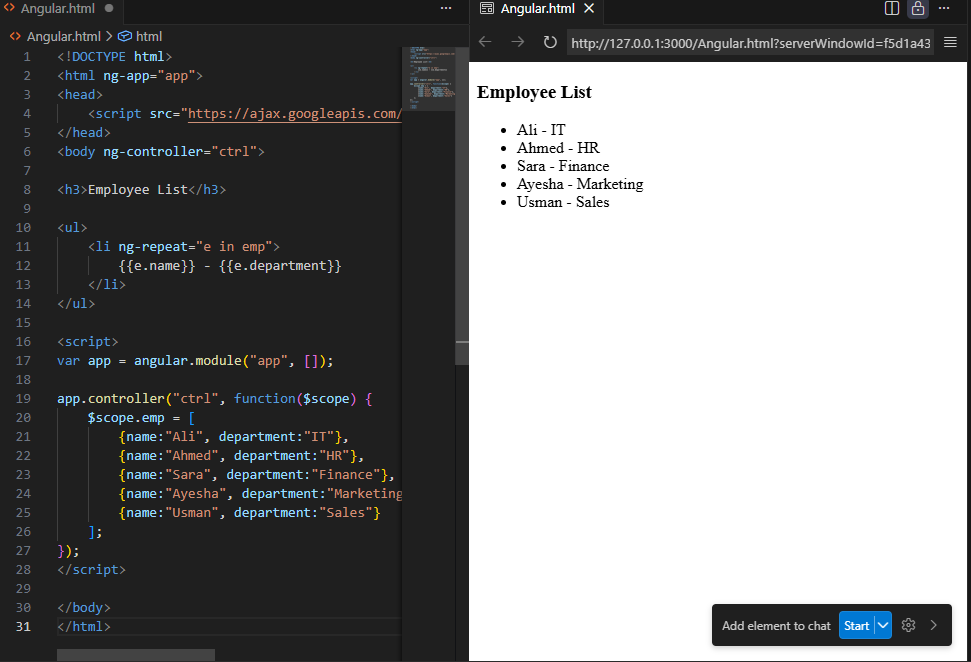 Angular.html
Angular.html > html
1 <!DOCTYPE html>
2 <html ng-app="app">
3 <head>
4     <script src="https://ajax.googleapis.com/
5 </head>
6 <body ng-controller="ctrl">
7
8 <h3>Employee List</h3>
9
10 <ul>
11     <li ng-repeat="e in emp">
12         {{e.name}} - {{e.department}}
13     </li>
14 </ul>
15
16 <script>
17 var app = angular.module("app", []);
18
19 app.controller("ctrl", function($scope) {
20     $scope.emp = [
21         {name:"Ali", department:"IT"},
22         {name:"Ahmed", department:"HR"},
23         {name:"Sara", department:"Finance"},
24         {name:"Ayesha", department:"Marketing
25         {name:"Usman", department:"Sales"}
26     ];
27 });
28 </script>
29
30 </body>
31 </html>
Angular.html
http://127.0.0.1:3000/Angular.html?serverWindowId=f5d1a43
Employee List
• Ali - IT
• Ahmed - HR
• Sara - Finance
• Ayesha - Marketing
• Usman - Sales
Add element to chat Start